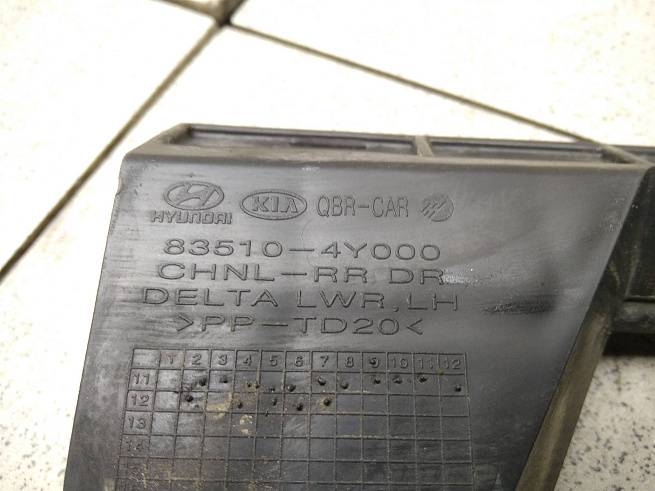 HYUNDAI KIA QBR-CAR
83510-4Y000
CHNL-RR DR
DELTA LWR,LH
>PP-TD20<
1 2 3 4 5 6 7 8 9 10 11 12
11
12
13
14